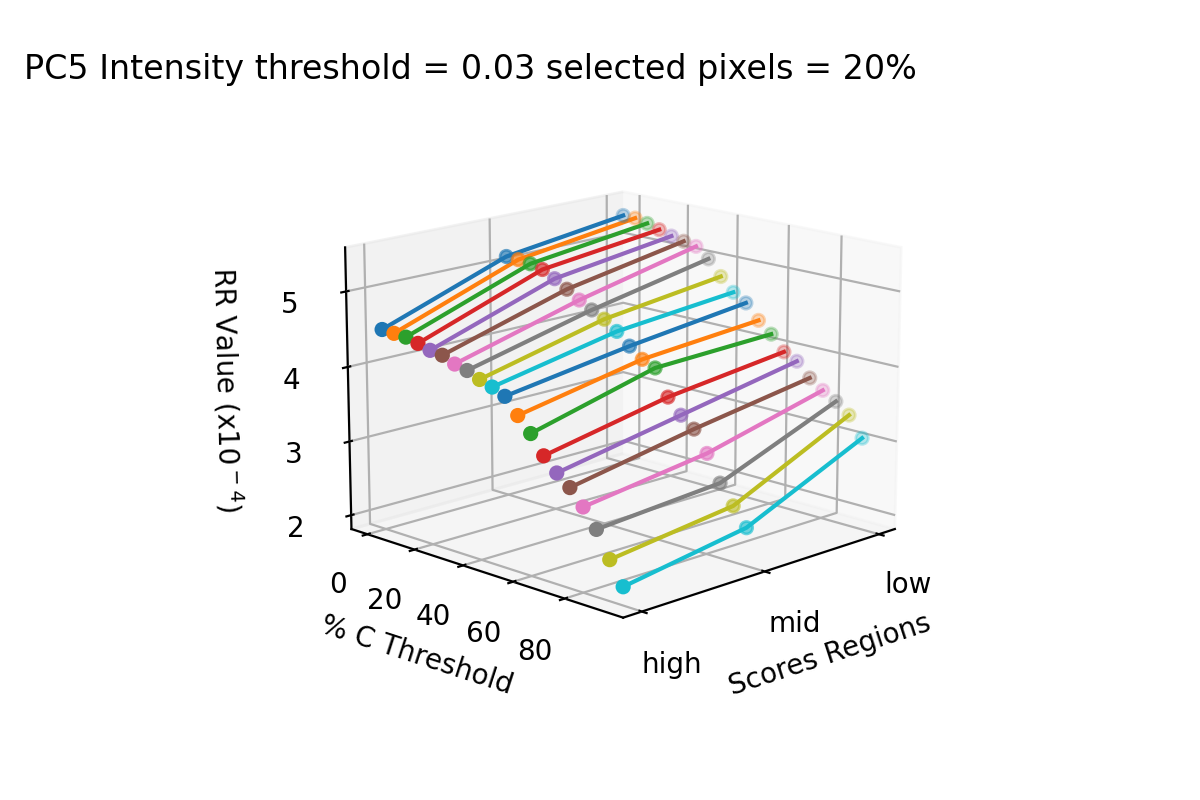 PC5 Intensity threshold = 0.03 selected pixels = 20%
RR Value (x10⁻⁴)
5
4
3
2
0
20
40
60
80
% C Threshold
high
mid
low
Scores Regions